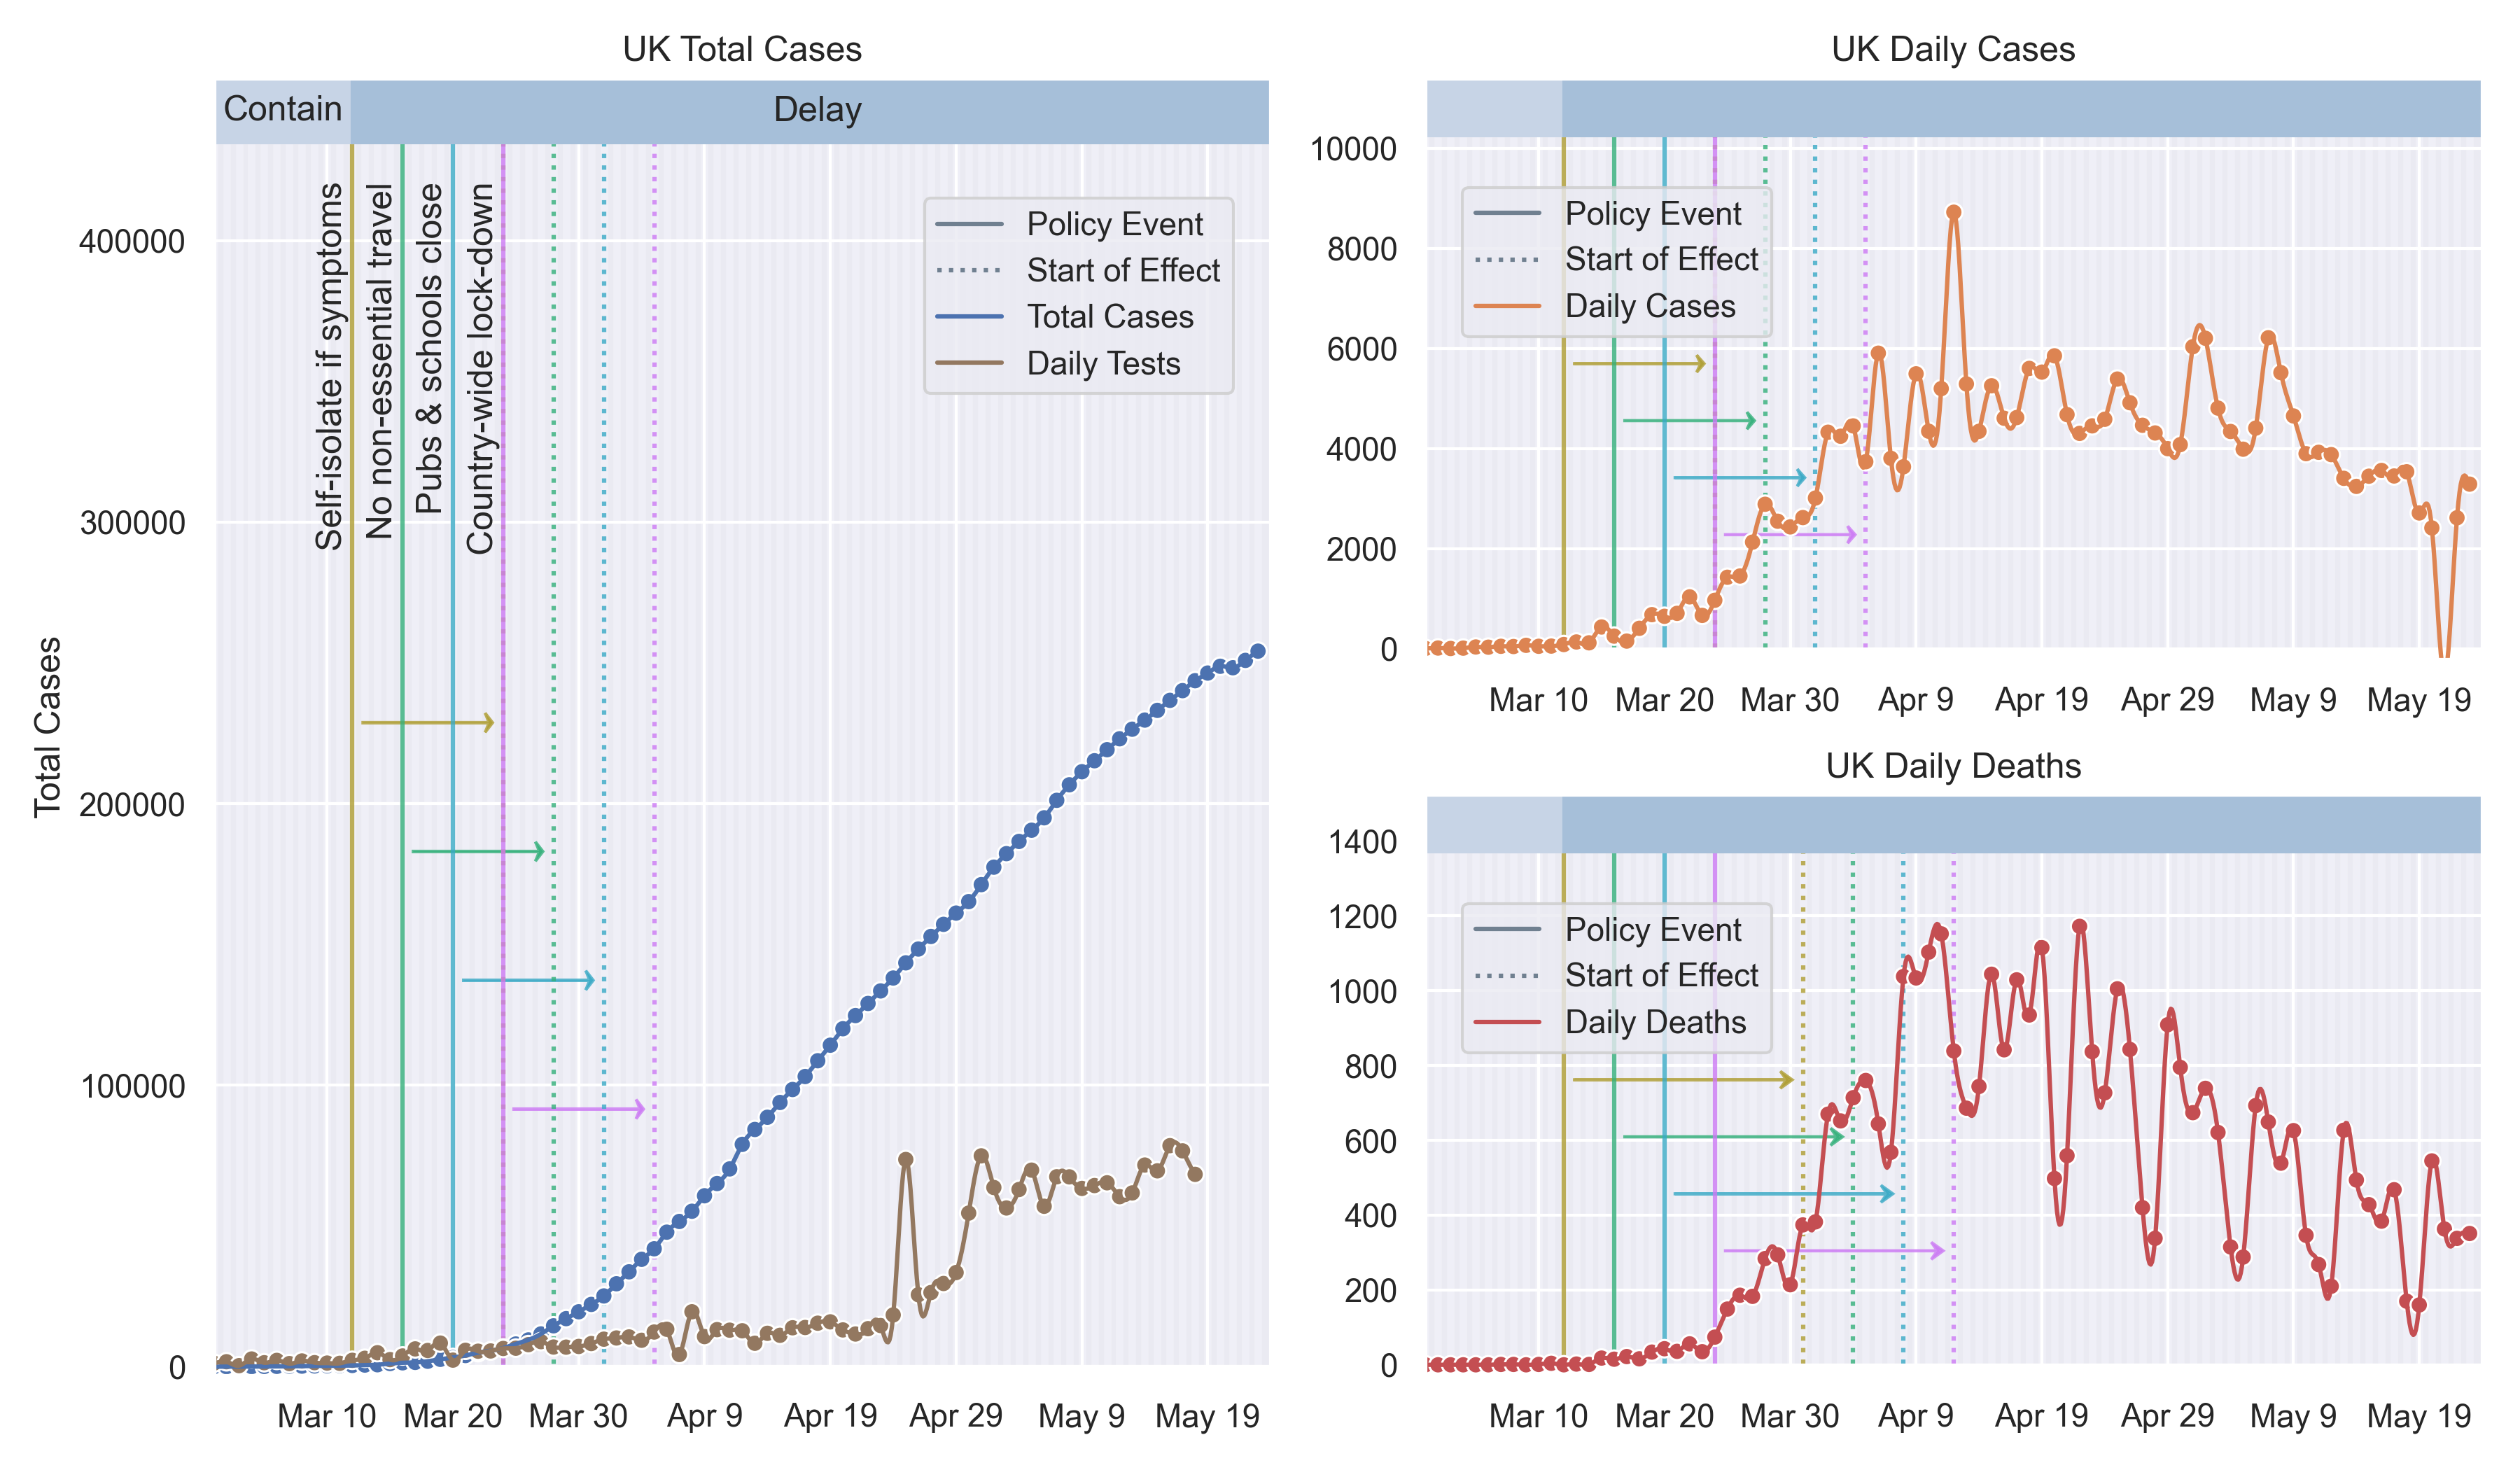 UK Total Cases
Contain
Delay
Self-isolate if symptoms
No non-essential travel
Pubs & schools close
Country-wide lock-down
Policy Event
Start of Effect
Total Cases
Daily Tests
Total Cases
400000
300000
200000
100000
0
Mar 10
Mar 20
Mar 30
Apr 9
Apr 19
Apr 29
May 9
May 19
UK Daily Cases
10000
8000
6000
4000
2000
0
Policy Event
Start of Effect
Daily Cases
Mar 10
Mar 20
Mar 30
Apr 9
Apr 19
Apr 29
May 9
May 19
UK Daily Deaths
1400
1200
1000
800
600
400
200
0
Policy Event
Start of Effect
Daily Deaths
Mar 10
Mar 20
Mar 30
Apr 9
Apr 19
Apr 29
May 9
May 19